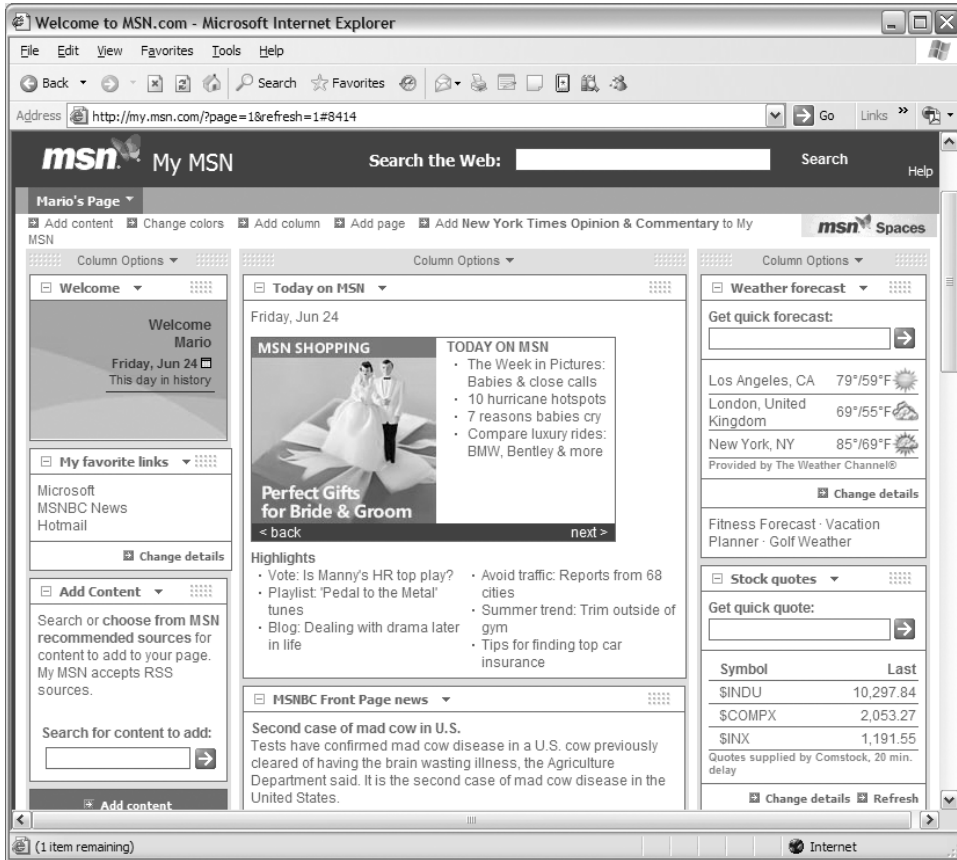 Welcome to MSN.com - Microsoft Internet Explorer
File Edit View Favorites Tools Help
Back Search Favorites
Address http://my.msn.com/?page=1&refresh=1#8414 Go Links »
msn My MSN Search the Web: Search
Help
Mario's Page
Add content Change colors Add column Add page Add New York Times Opinion & Commentary to My
MSN
msn Spaces
Column Options
Welcome
Welcome
Mario
Friday, Jun 24
This day in history
My favorite links
Microsoft
MSNBC News
Hotmail
Change details
Add Content
Search or choose from MSN
recommended sources for
content to add to your page.
My MSN accepts RSS
sources.
Search for content to add:
Add content
Column Options
Today on MSN
Friday, Jun 24
MSN SHOPPING
Perfect Gifts
for Bride & Groom
TODAY ON MSN
· The Week in Pictures:
Babies & close calls
· 10 hurricane hotspots
· 7 reasons babies cry
· Compare luxury rides:
BMW, Bentley & more
< back next >
Highlights
· Vote: Is Manny's HR top play?
· Playlist: 'Pedal to the Metal'
tunes
· Blog: Dealing with drama later
in life
· Avoid traffic: Reports from 68
cities
· Summer trend: Trim outside of
gym
· Tips for finding top car
insurance
MSNBC Front Page news
Second case of mad cow in U.S.
Tests have confirmed mad cow disease in a U.S. cow previously
cleared of having the brain wasting illness, the Agriculture
Department said. It is the second case of mad cow disease in the
United States.
Column Options
Weather forecast
Get quick forecast:
Los Angeles, CA 79°/59°F
London, United
Kingdom 69°/55°F
New York, NY 85°/69°F
Provided by The Weather Channel®
Change details
Fitness Forecast · Vacation
Planner · Golf Weather
Stock quotes
Get quick quote:
Symbol Last
$INDU 10,297.84
$COMPX 2,053.27
$INX 1,191.55
Quotes supplied by Comstock, 20 min.
delay
Change details Refresh
(1 item remaining) Internet